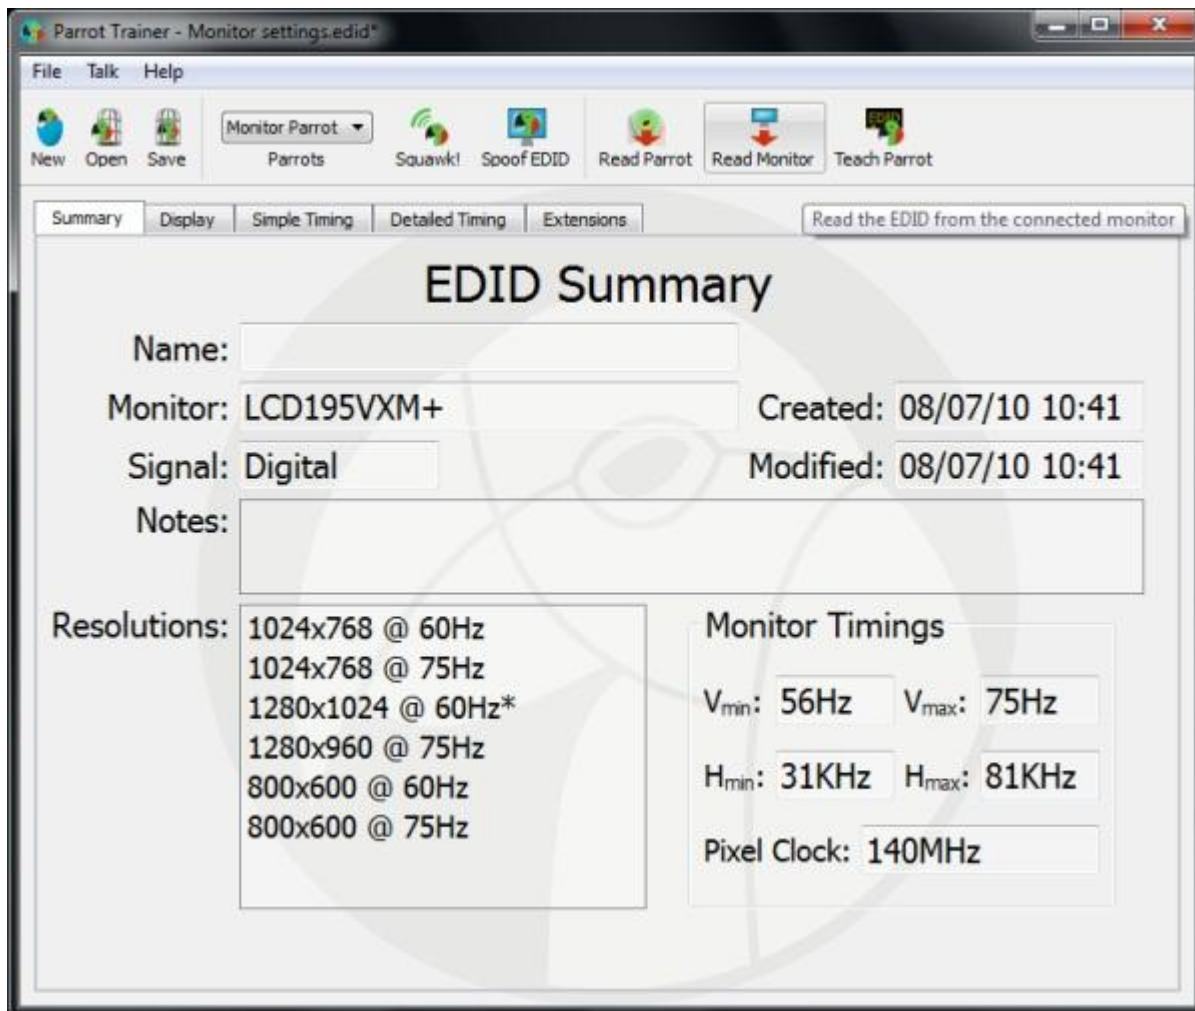 Parrot Trainer - Monitor settings.edid*
File Talk Help
Monitor Parrot
New Open Save Parrots Squawk! Spoof EDID Read Parrot Read Monitor Teach Parrot
Summary Display Simple Timing Detailed Timing Extensions Read the EDID from the connected monitor
EDID Summary
Name:
Monitor: LCD195VXM+ Created: 08/07/10 10:41
Signal: Digital Modified: 08/07/10 10:41
Notes:
Resolutions: 1024x768 @ 60Hz
1024x768 @ 75Hz
1280x1024 @ 60Hz*
1280x960 @ 75Hz
800x600 @ 60Hz
800x600 @ 75Hz
Monitor Timings
Vmin: 56Hz Vmax: 75Hz
Hmin: 31KHz Hmax: 81KHz
Pixel Clock: 140MHz